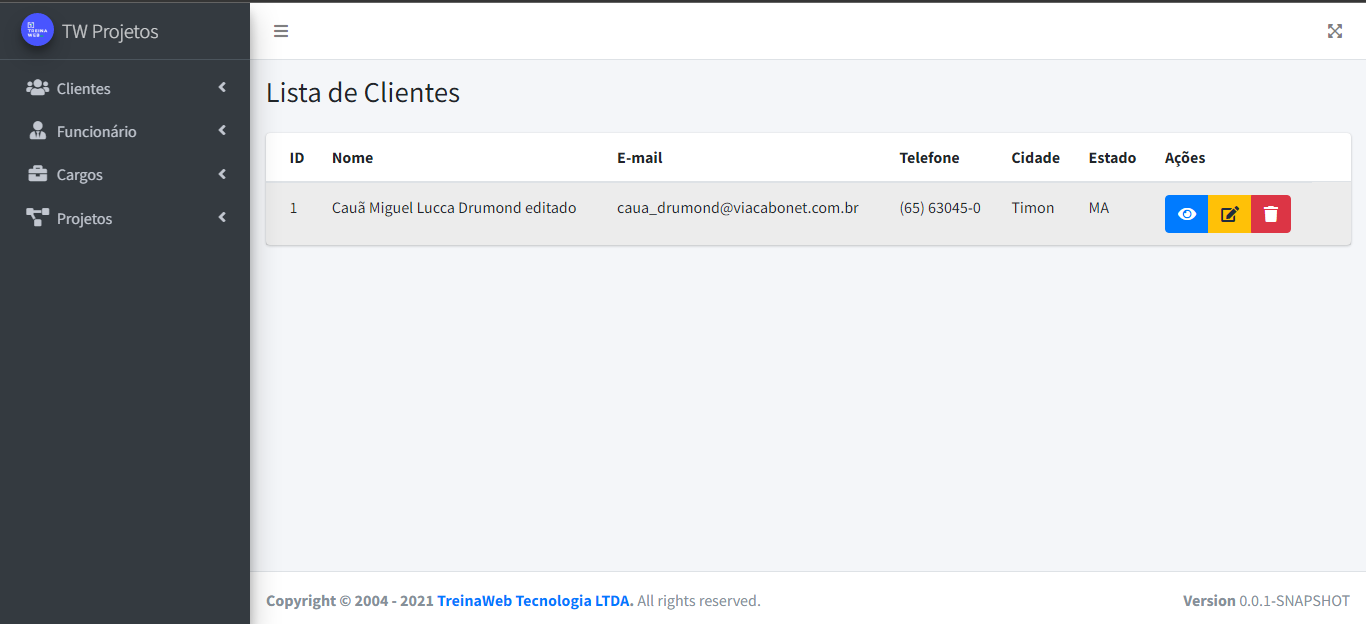 TREINA
WEB
TW Projetos
Clientes
Funcionário
Cargos
Projetos
Lista de Clientes
ID Nome E-mail Telefone Cidade Estado Ações
1 Cauã Miguel Lucca Drumond editado caua_drumond@viacabonet.com.br (65) 63045-0 Timon MA
Copyright © 2004 - 2021 TreinaWeb Tecnologia LTDA. All rights reserved.
Version 0.0.1-SNAPSHOT